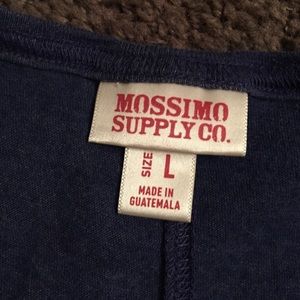 MOSSIMO
SUPPLY CO.
SIZE L
MADE IN
GUATEMALA